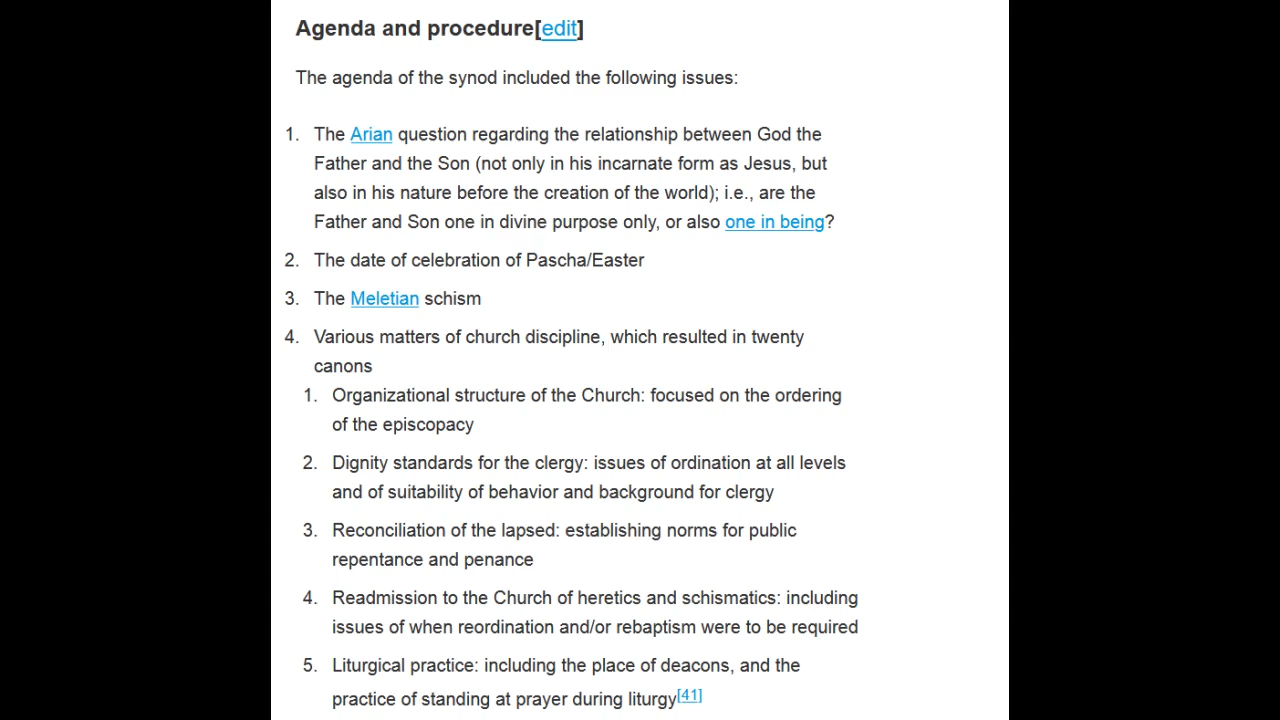 Agenda and procedure[edit]
The agenda of the synod included the following issues:
1. The Arian question regarding the relationship between God the
Father and the Son (not only in his incarnate form as Jesus, but
also in his nature before the creation of the world); i.e., are the
Father and Son one in divine purpose only, or also one in being?
2. The date of celebration of Pascha/Easter
3. The Meletian schism
4. Various matters of church discipline, which resulted in twenty
canons
1. Organizational structure of the Church: focused on the ordering
of the episcopacy
2. Dignity standards for the clergy: issues of ordination at all levels
and of suitability of behavior and background for clergy
3. Reconciliation of the lapsed: establishing norms for public
repentance and penance
4. Readmission to the Church of heretics and schismatics: including
issues of when reordination and/or rebaptism were to be required
5. Liturgical practice: including the place of deacons, and the
practice of standing at prayer during liturgy[41]